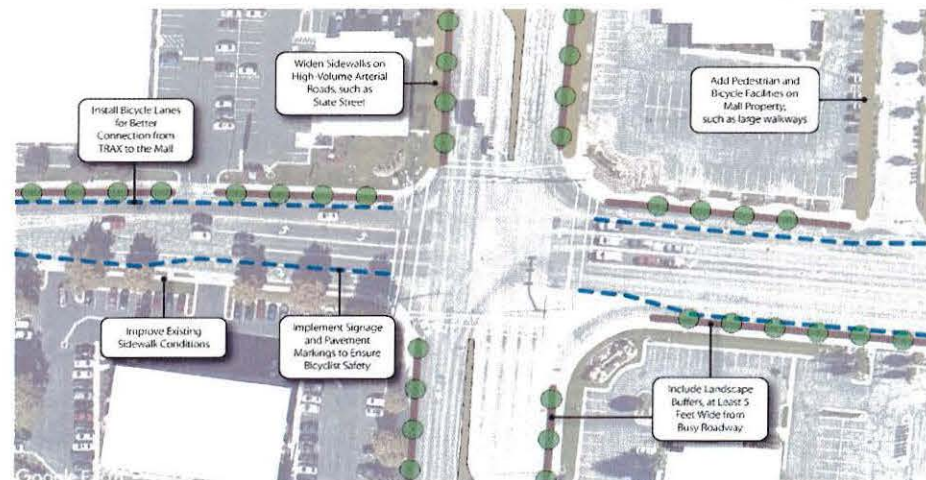 Widen Sidewalks on
High-Volume Arterial
Roads, such as
State Street
Add Pedestrian and
Bicycle Facilities on
Mall Property,
such as large walkways
Install Bicycle Lanes
for Better
Connection from
TRAX to the Mall
Improve Existing
Sidewalk Conditions
Implement Signage
and Pavement
Markings to Ensure
Bicyclist Safety
Include Landscape
Buffers, at Least 5
Feet Wide from
Busy Roadway
Google